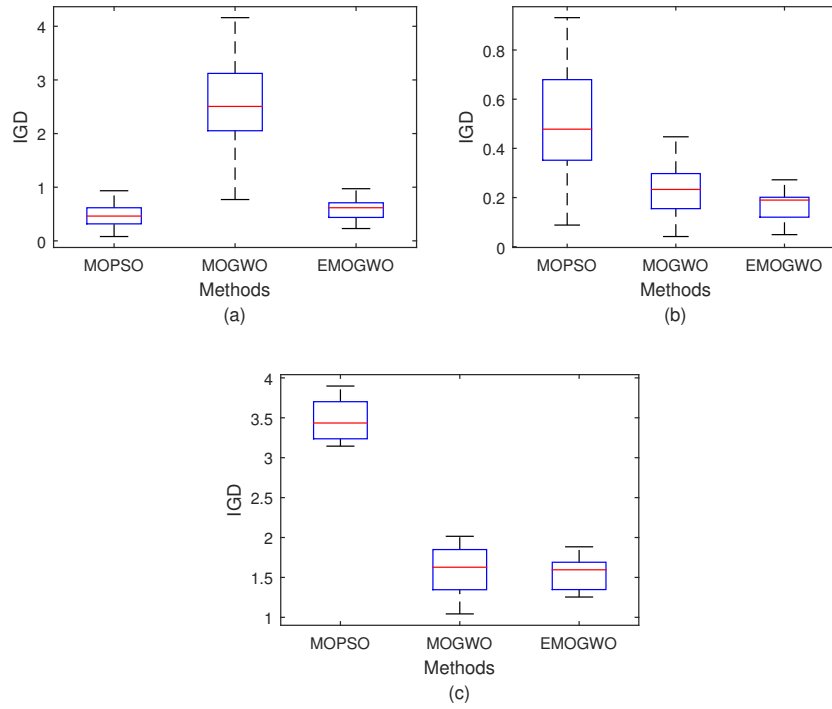 4
3
2
1
0
IGD
MOPSO MOGWO EMOGWO
Methods
(a)
0.8
0.6
0.4
0.2
0
IGD
MOPSO MOGWO EMOGWO
Methods
(b)
4
3.5
3
2.5
2
1.5
1
IGD
MOPSO MOGWO EMOGWO
Methods
(c)